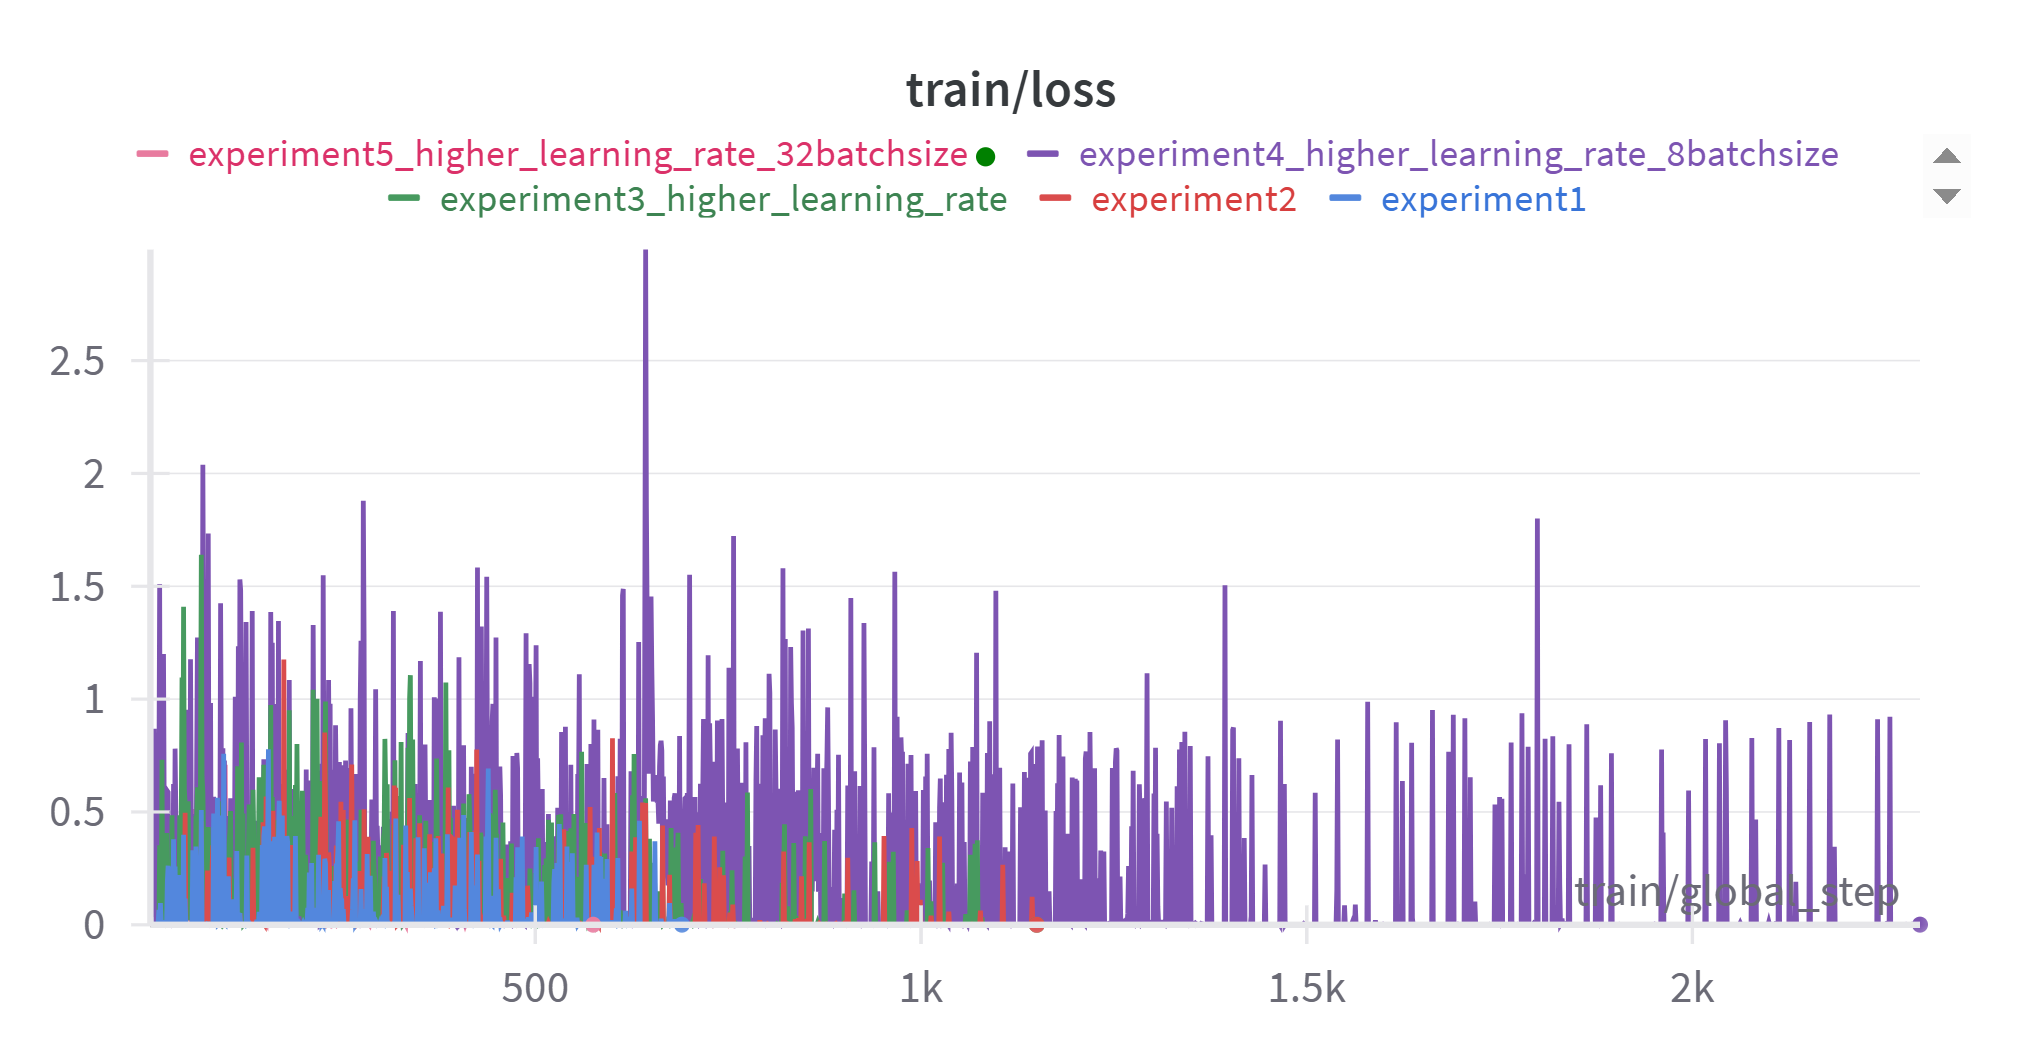 train/loss
experiment5_higher_learning_rate_32batchsize experiment4_higher_learning_rate_8batchsize
experiment3_higher_learning_rate experiment2 experiment1
2.5
2
1.5
1
0.5
train/global_step
0
500 1k 1.5k 2k